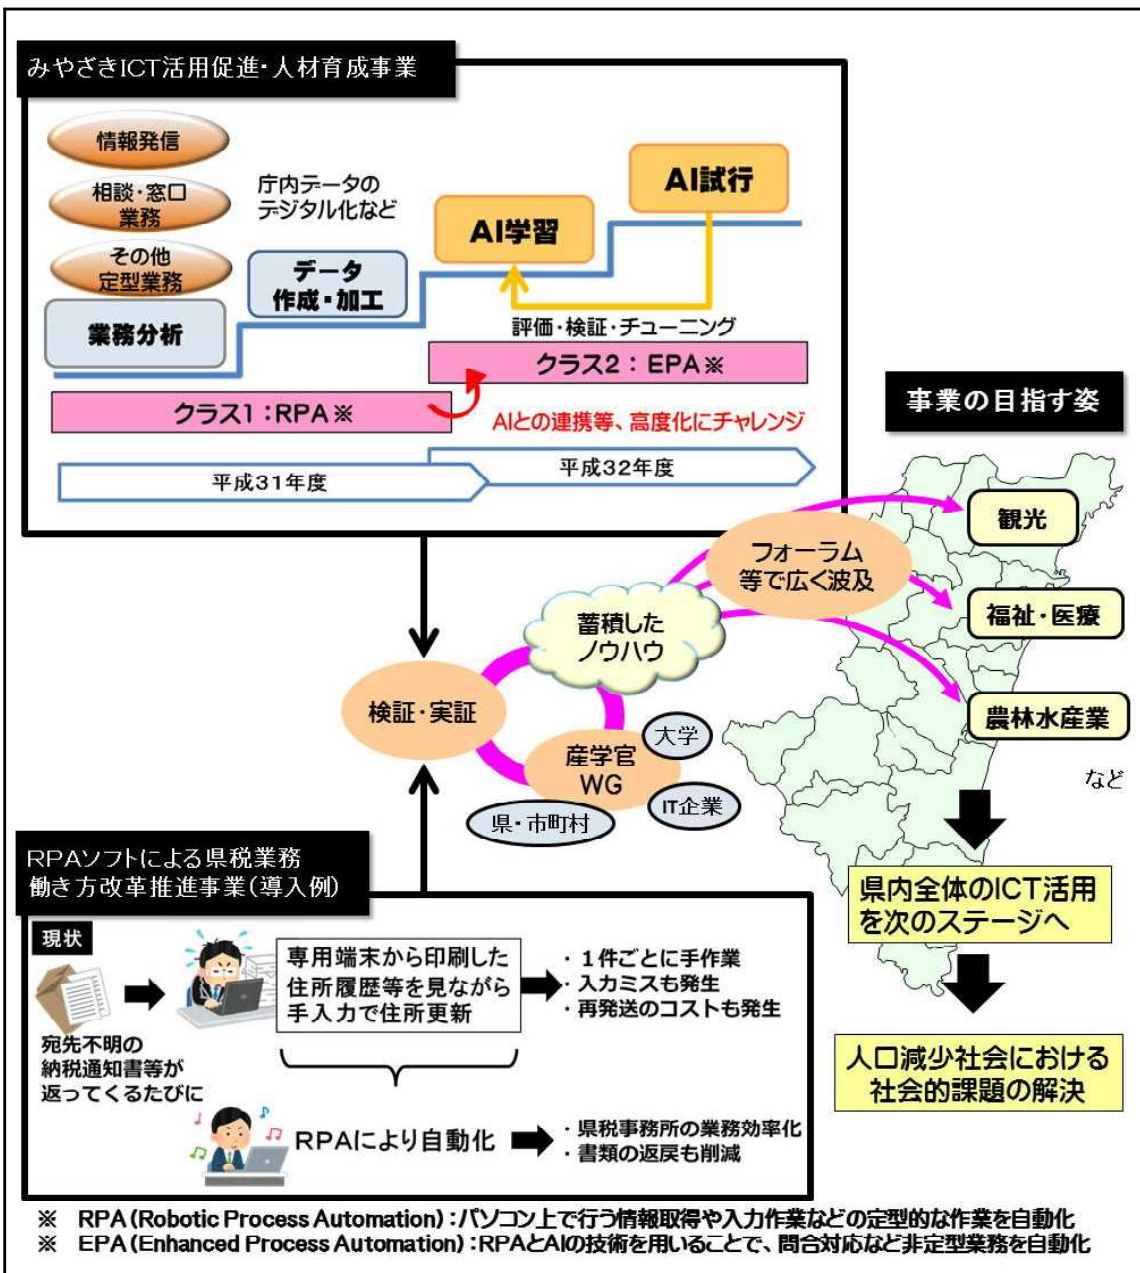 みやざきICT活用促進・人材育成事業
情報発信
相談・窓口
業務
その他
定型業務
業務分析
庁内データの
デジタル化など
データ
作成・加工
AI学習
AI試行
評価・検証・チューニング
クラス2：EPA※
クラス1：RPA※
AIとの連携等、高度化にチャレンジ
平成31年度
平成32年度
事業の目指す姿
観光
フォーラム
等で広く波及
福祉・医療
蓄積した
ノウハウ
農林水産業
など
検証・実証
産学官
WG
大学
IT企業
県・市町村
県内全体のICT活用
を次のステージへ
人口減少社会における
社会的課題の解決
RPAソフトによる県税業務
働き方改革推進事業(導入例)
現状
宛先不明の
納税通知書等が
返ってくるたびに
専用端末から印刷した
住所履歴等を見ながら
手入力で住所更新
・１件ごとに手作業
・入力ミスも発生
・再発送のコストも発生
RPAにより自動化
・県税事務所の業務効率化
・書類の返戻も削減
※　RPA(Robotic Process Automation)：パソコン上で行う情報取得や入力作業などの定型的な作業を自動化
※　EPA(Enhanced Process Automation)：RPAとAIの技術を用いることで、問合対応など非定型業務を自動化